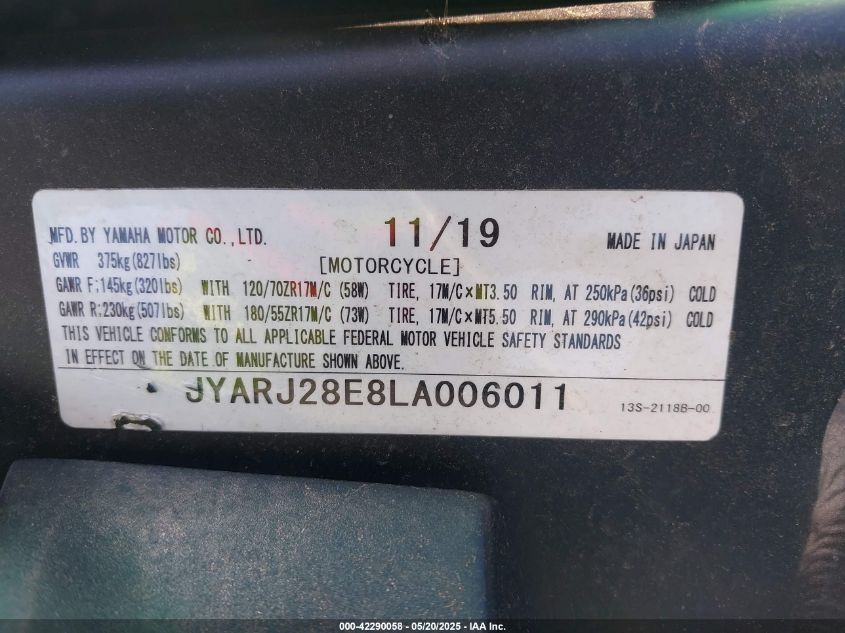 MFD.BY YAMAHA MOTOR CO.,LTD. 11/19 MADE IN JAPAN
GVWR 375kg(827lbs) [MOTORCYCLE]
GAWR F:145kg(320lbs) WITH 120/70ZR17M/C (58W) TIRE, 17M/C×MT3.50 RIM, AT 250kPa(36psi) COLD
GAWR R:230kg(507lbs) WITH 180/55ZR17M/C (73W) TIRE, 17M/C×MT5.50 RIM, AT 290kPa(42psi) COLD
THIS VEHICLE CONFORMS TO ALL APPLICABLE FEDERAL MOTOR VEHICLE SAFETY STANDARDS
IN EFFECT ON THE DATE OF MANUFACTURE SHOWN ABOVE.
JYARJ28E8LA006011 13S-2118B-00
000-42290058 - 05/20/2025 - IAA Inc.